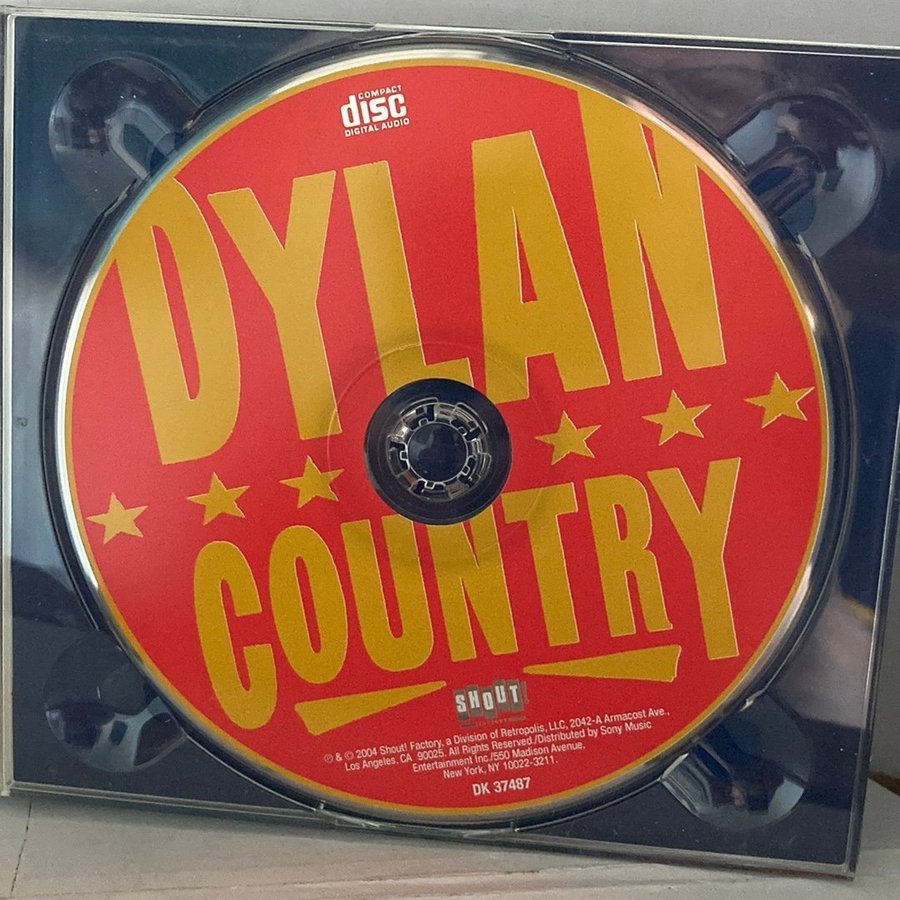 COMPACT
disc
DIGITAL AUDIO
DYLAN
COUNTRY
SHOUT!
℗ & © 2004 Shout! Factory, a Division of Retropolis, LLC, 2042-A Armacost Ave.,
Los Angeles, CA 90025. All Rights Reserved./Distributed by Sony Music
Entertainment Inc./550 Madison Avenue,
New York, NY 10022-3211.
DK 37487